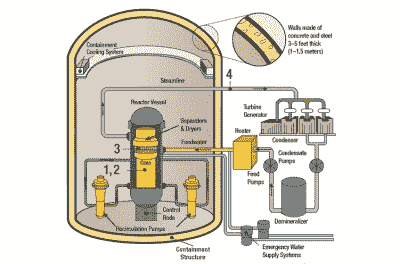 Walls made of
concrete and steel
3–5 feet thick
(1–1.5 meters)
Containment
Cooling System
Steamline
4
Reactor Vessel
Turbine
Generator
Separators
& Dryers
Heater
Condenser
Feedwater
Condensate
Pumps
3
Core
1,2
Feed
Pumps
Control
Rods
Demineralizer
Recirculation Pumps
Emergency Water
Supply Systems
Containment
Structure